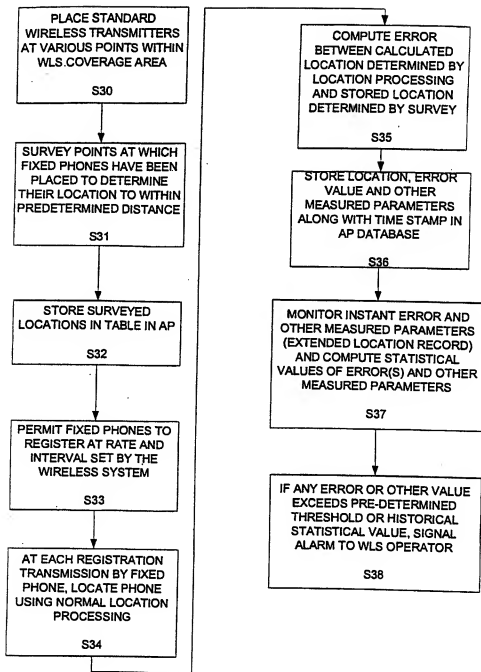 PLACE STANDARD
WIRELESS TRANSMITTERS
AT VARIOUS POINTS WITHIN
WLS.COVERAGE AREA
S30
SURVEY POINTS AT WHICH
FIXED PHONES HAVE BEEN
PLACED TO DETERMINE
THEIR LOCATION TO WITHIN
PREDETERMINED DISTANCE
S31
STORE SURVEYED
LOCATIONS IN TABLE IN AP
S32
PERMIT FIXED PHONES TO
REGISTER AT RATE AND
INTERVAL SET BY THE
WIRELESS SYSTEM
S33
AT EACH REGISTRATION
TRANSMISSION BY FIXED
PHONE, LOCATE PHONE
USING NORMAL LOCATION
PROCESSING
S34
COMPUTE ERROR
BETWEEN CALCULATED
LOCATION DETERMINED BY
LOCATION PROCESSING
AND STORED LOCATION
DETERMINED BY SURVEY
S35
STORE LOCATION, ERROR
VALUE AND OTHER
MEASURED PARAMETERS
ALONG WITH TIME STAMP IN
AP DATABASE
S36
MONITOR INSTANT ERROR AND
OTHER MEASURED PARAMETERS
(EXTENDED LOCATION RECORD)
AND COMPUTE STATISTICAL
VALUES OF ERROR(S) AND OTHER
MEASURED PARAMETERS
S37
IF ANY ERROR OR OTHER VALUE
EXCEEDS PRE-DETERMINED
THRESHOLD OR HISTORICAL
STATISTICAL VALUE, SIGNAL
ALARM TO WLS OPERATOR
S38